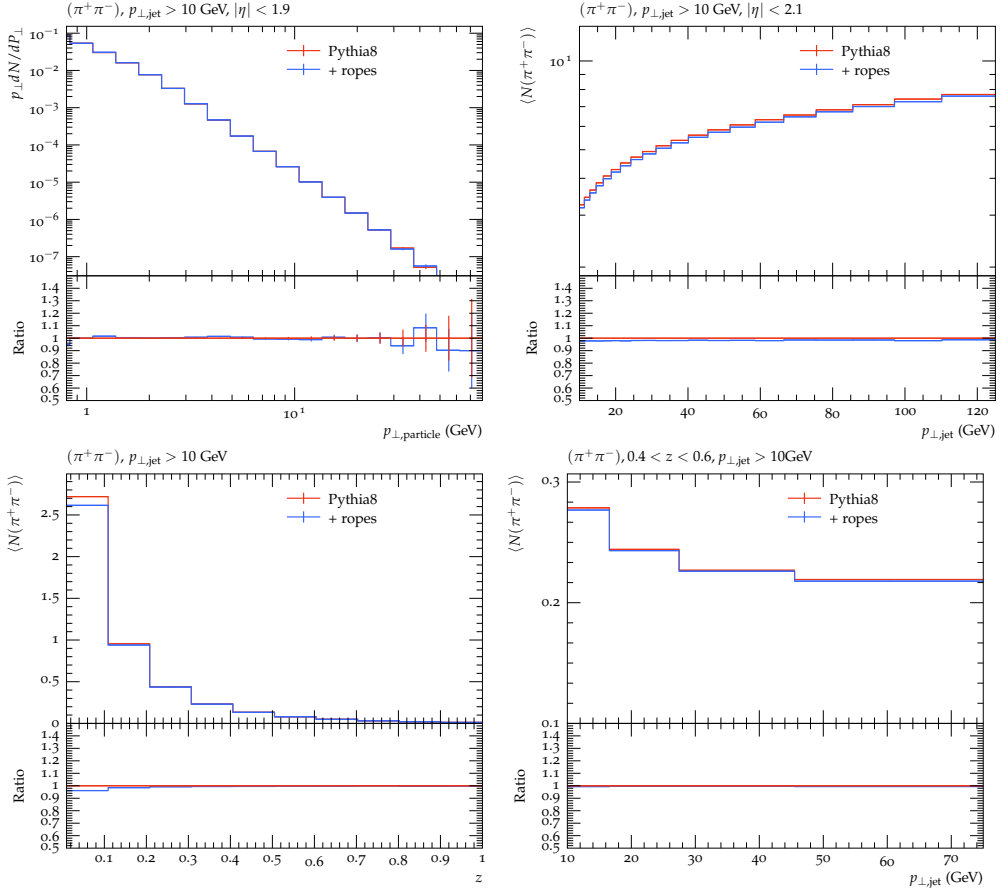 (π⁺π⁻), p⊥,jet > 10 GeV, |η| < 1.9
p⊥dN/dP⊥
10⁻¹
10⁻²
10⁻³
10⁻⁴
10⁻⁵
10⁻⁶
10⁻⁷
Pythia8
+ ropes
Ratio
1.4
1.3
1.2
1.1
1
0.9
0.8
0.7
0.6
0.5
1
10¹
p⊥,particle (GeV)
(π⁺π⁻), p⊥,jet > 10 GeV, |η| < 2.1
⟨N(π⁺π⁻)⟩
10¹
Pythia8
+ ropes
Ratio
1.4
1.3
1.2
1.1
1
0.9
0.8
0.7
0.6
0.5
20 40 60 80 100 120
p⊥,jet (GeV)
(π⁺π⁻), p⊥,jet > 10 GeV
⟨N(π⁺π⁻)⟩
2.5
2
1.5
1
0.5
0
Pythia8
+ ropes
Ratio
1.4
1.3
1.2
1.1
1
0.9
0.8
0.7
0.6
0.5
0.1 0.2 0.3 0.4 0.5 0.6 0.7 0.8 0.9 1
z
(π⁺π⁻), 0.4 < z < 0.6, p⊥,jet > 10GeV
⟨N(π⁺π⁻)⟩
0.3
0.2
0.1
Pythia8
+ ropes
Ratio
1.4
1.3
1.2
1.1
1
0.9
0.8
0.7
0.6
0.5
10 20 30 40 50 60 70
p⊥,jet (GeV)